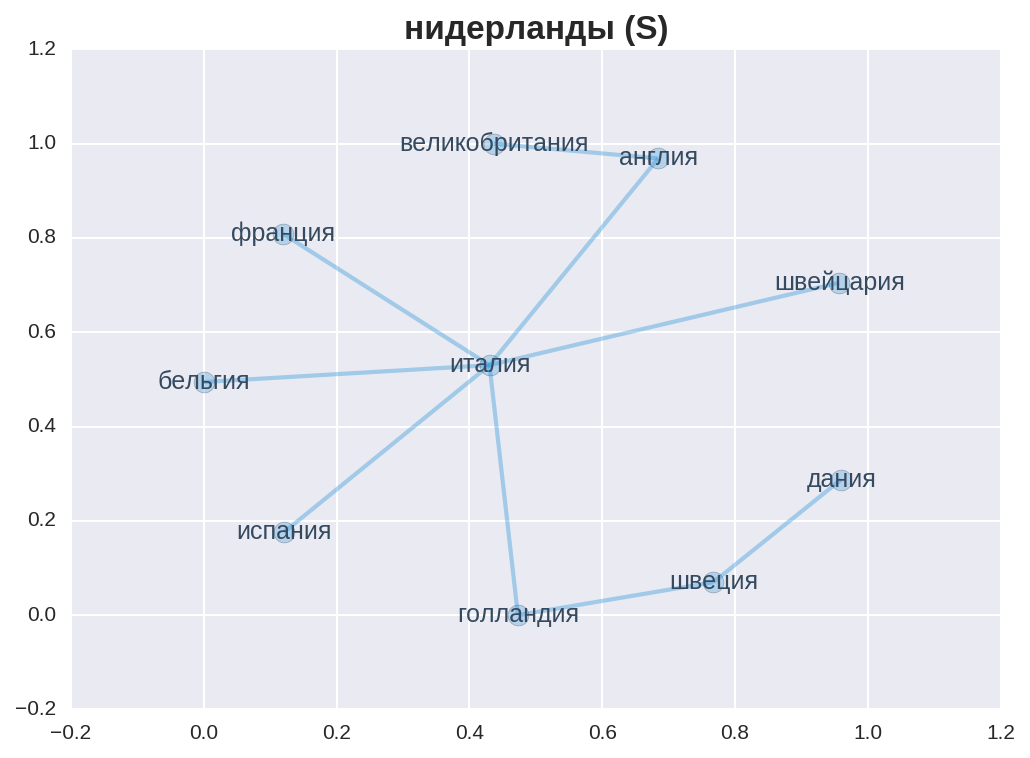 нидерланды (S)
1.2
1.0
0.8
0.6
0.4
0.2
0.0
−0.2
великобритания
англия
франция
швейцария
италия
бельгия
дания
испания
швеция
голландия
−0.2 0.0 0.2 0.4 0.6 0.8 1.0 1.2